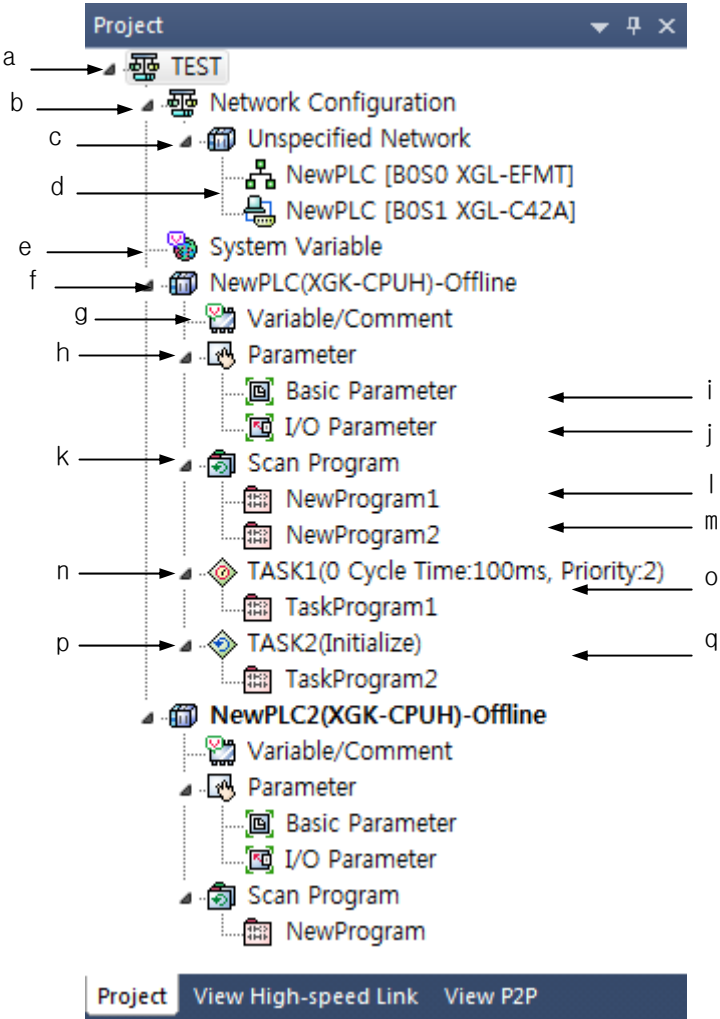 Project
a TEST
b Network Configuration
c Unspecified Network
NewPLC [B0S0 XGL-EFMT]
d
NewPLC [B0S1 XGL-C42A]
e System Variable
f NewPLC(XGK-CPUH)-Offline
g Variable/Comment
h Parameter
Basic Parameter i
I/O Parameter j
k Scan Program
NewProgram1 l
NewProgram2 m
n TASK1(0 Cycle Time:100ms, Priority:2) o
TaskProgram1
p TASK2(Initialize) q
TaskProgram2
NewPLC2(XGK-CPUH)-Offline
Variable/Comment
Parameter
Basic Parameter
I/O Parameter
Scan Program
NewProgram
Project View High-speed Link View P2P